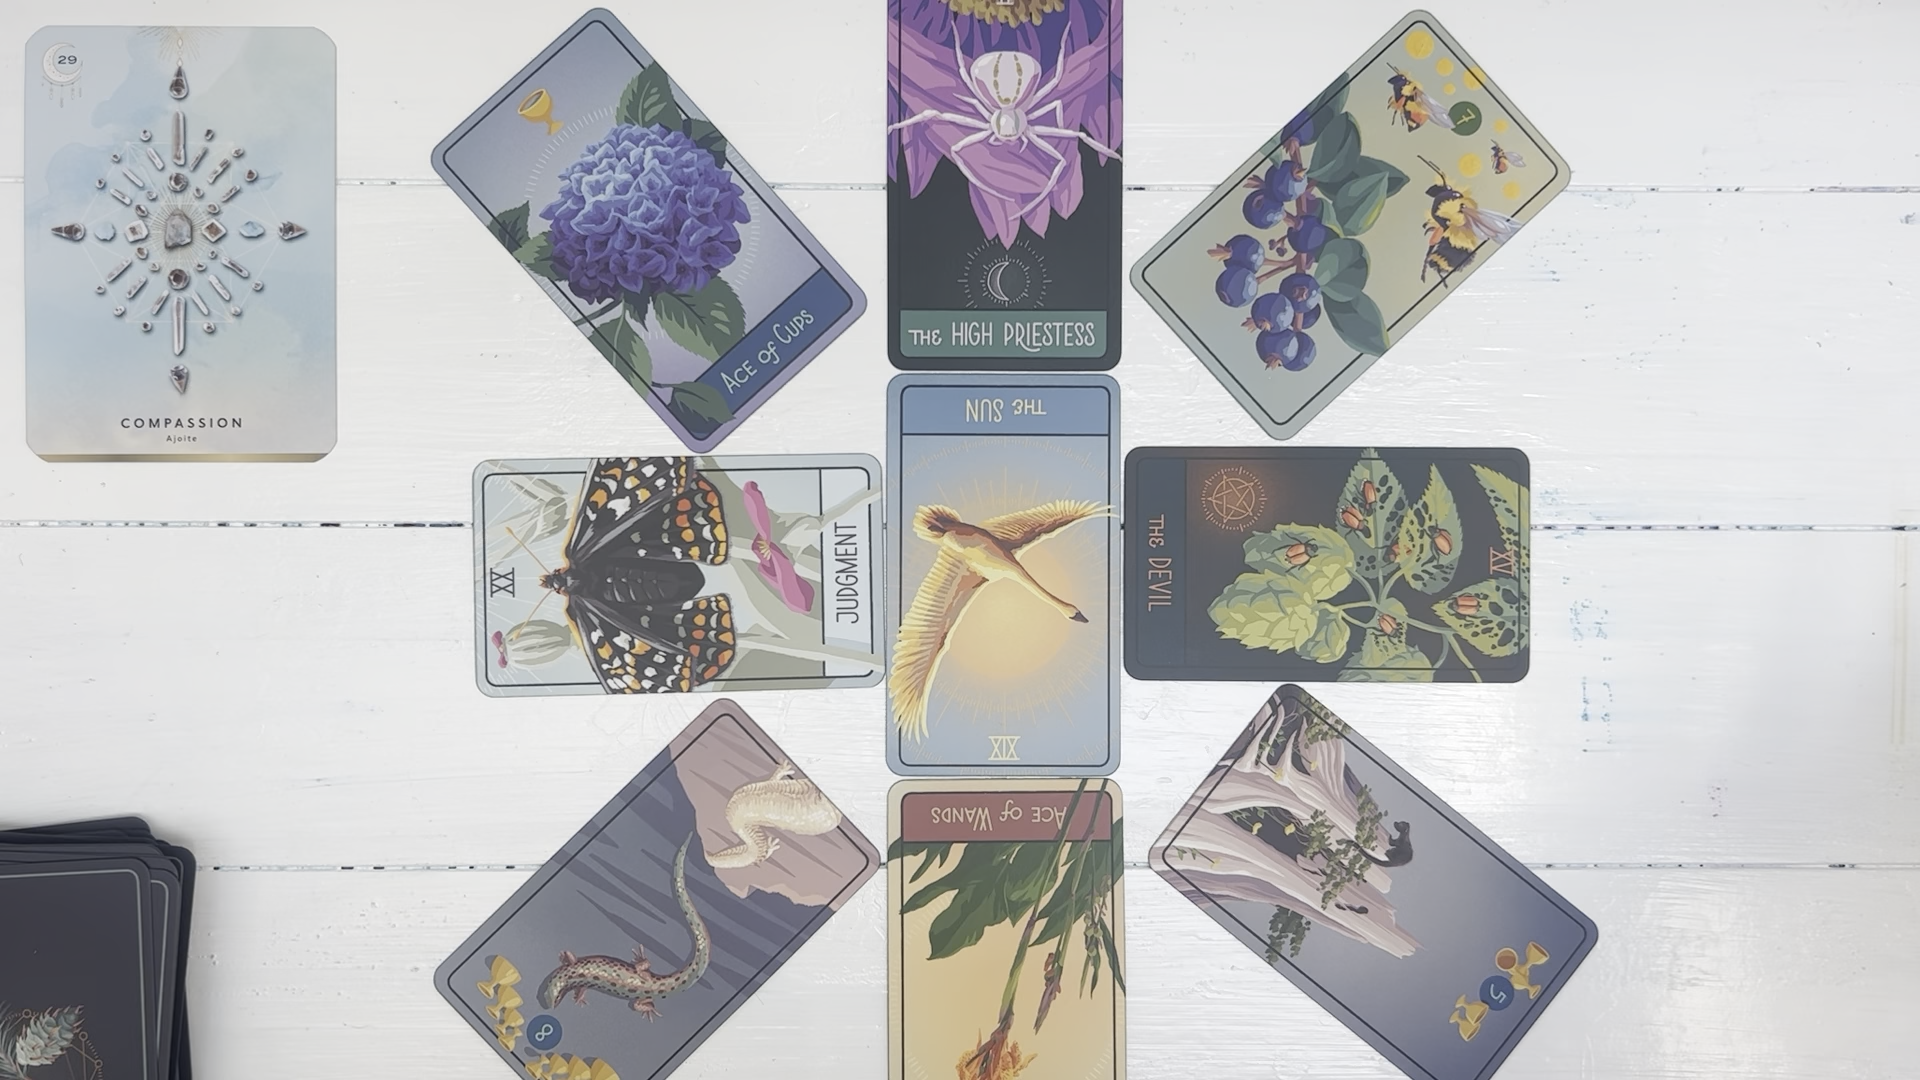 29
COMPASSION
Ajoite
ACE OF CUPS
THE HIGH PRIESTESS
7
THE SUN
XIX
XX
JUDGMENT
THE DEVIL
XV
8
ACE OF WANDS
5